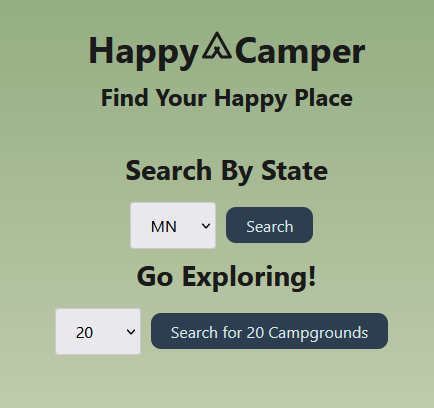 Happy Camper
Find Your Happy Place
Search By State
MN Search
Go Exploring!
20 Search for 20 Campgrounds